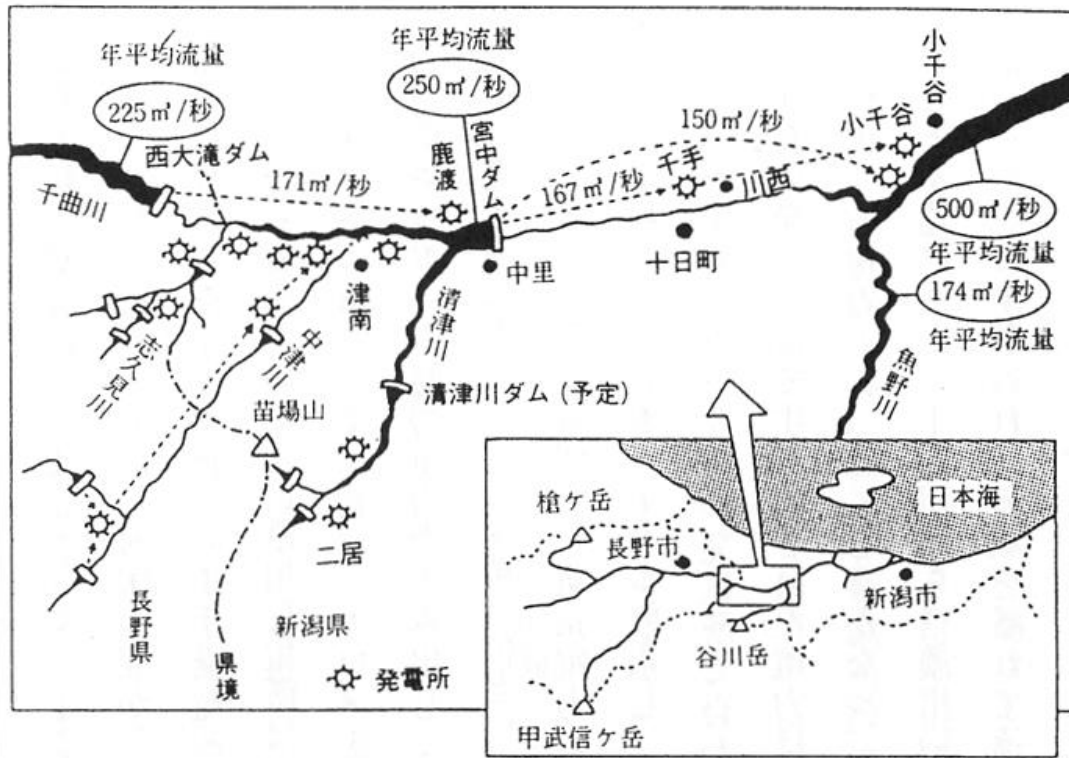 年平均流量
225㎥/秒
西大滝ダム
千曲川
171㎥/秒
年平均流量
250㎥/秒
宮中ダム
鹿渡
167㎥/秒
150㎥/秒
千手
川西
小千谷
小千谷
500㎥/秒
年平均流量
174㎥/秒
年平均流量
魚野川
十日町
中里
津南
清津川
中津川
志久見川
清津川ダム (予定)
苗場山
二居
新潟県
長野県
県境
発電所
日本海
槍ケ岳
長野市
新潟市
谷川岳
甲武信ケ岳